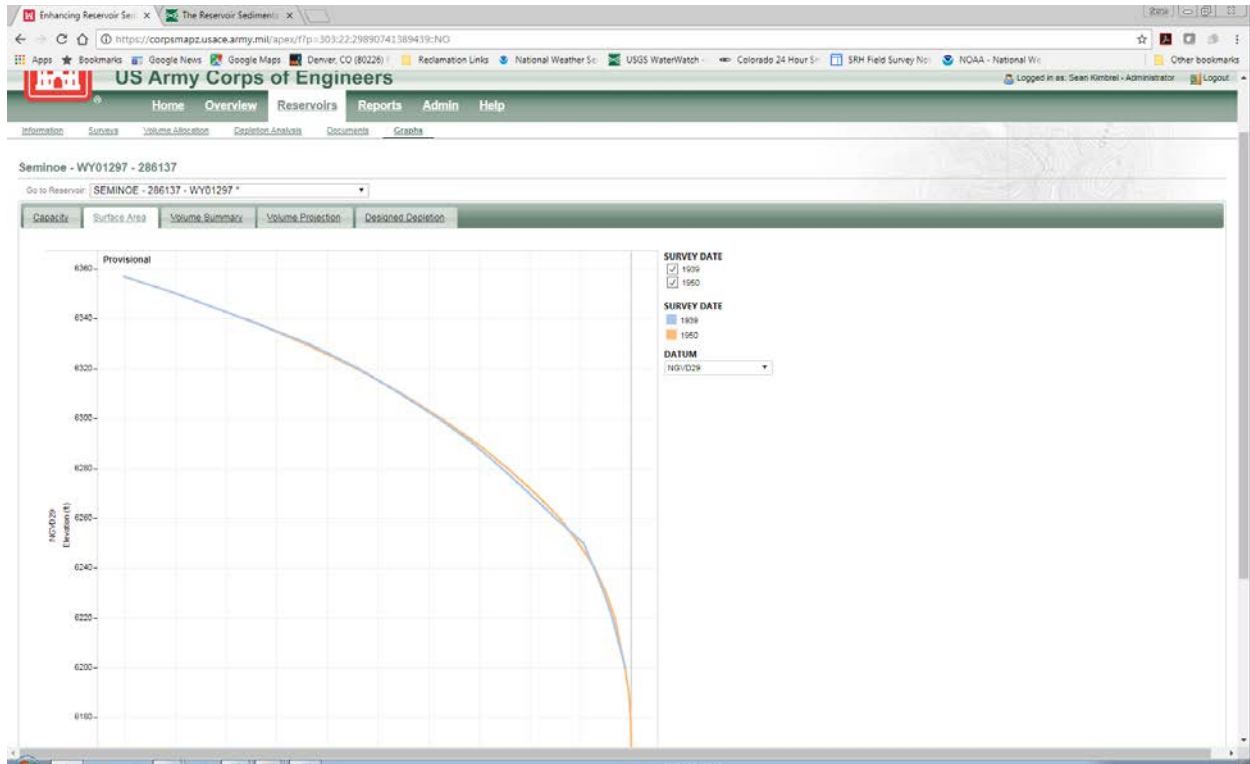 Enhancing Reservoir Sed
The Reservoir Sediments
https://corpsmapz.usace.army.mil/apex/f?p=303:22:29890741389439::NO
Apps Bookmarks Google News Google Maps Denver, CO (80226) Reclamation Links National Weather Se USGS WaterWatch - Colorado 24 Hour S SRH Field Survey No NOAA - National We Other bookmarks
US Army Corps of Engineers
Logged in as: Sean Kimbrel - Administrator Logout
Home Overview Reservoirs Reports Admin Help
Information Surveys Volume Allocation Depletion Analysis Documents Graphs
Seminoe - WY01297 - 286137
Go to Reservoir: SEMINOE - 286137 - WY01297 *
Capacity Surface Area Volume Summary Volume Projection Designed Depletion
Provisional
6360
6340
6320
6300
6280
6260
6240
6220
6200
6180
NGVD29
Elevation (ft)
SURVEY DATE
1939
1950
SURVEY DATE
1939
1950
DATUM
NGVD29